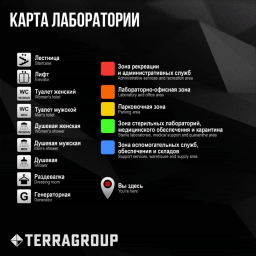 КАРТА ЛАБОРАТОРИИ
Лестница
Staircase
Лифт
Elevator
WC
Туалет женский
Women's toilet
WC
Туалет мужской
Men's toilet
Душевая женская
Women's shower
Душевая мужская
Men's shower
Душевая
Shower
Раздевалка
Dressing room
G
Генераторная
Generator
Зона рекреации
и административных служб
Administrative services and recreation area
Лабораторно-офисная зона
Laboratory and office area
Парковочная зона
Parking area
Зона стерильных лабораторий,
медицинского обеспечения и карантина
Sterile laboratories, medical support and quarantine area
Зона вспомогательных служб,
обеспечения и складов
Support services, warehouse and supply area
Вы здесь
You're here
TERRAGROUP